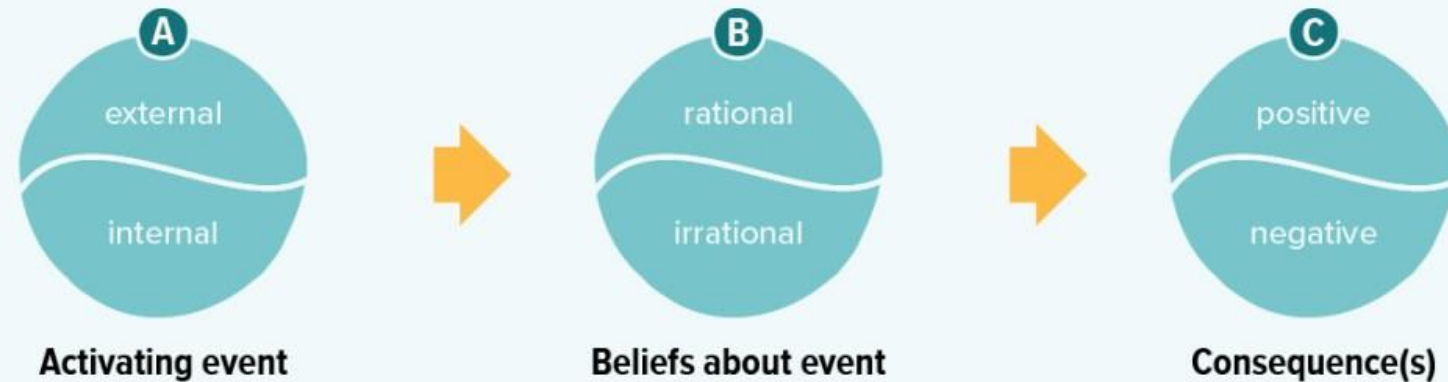 A
external
internal
Activating event
B
rational
irrational
Beliefs about event
C
positive
negative
Consequence(s)